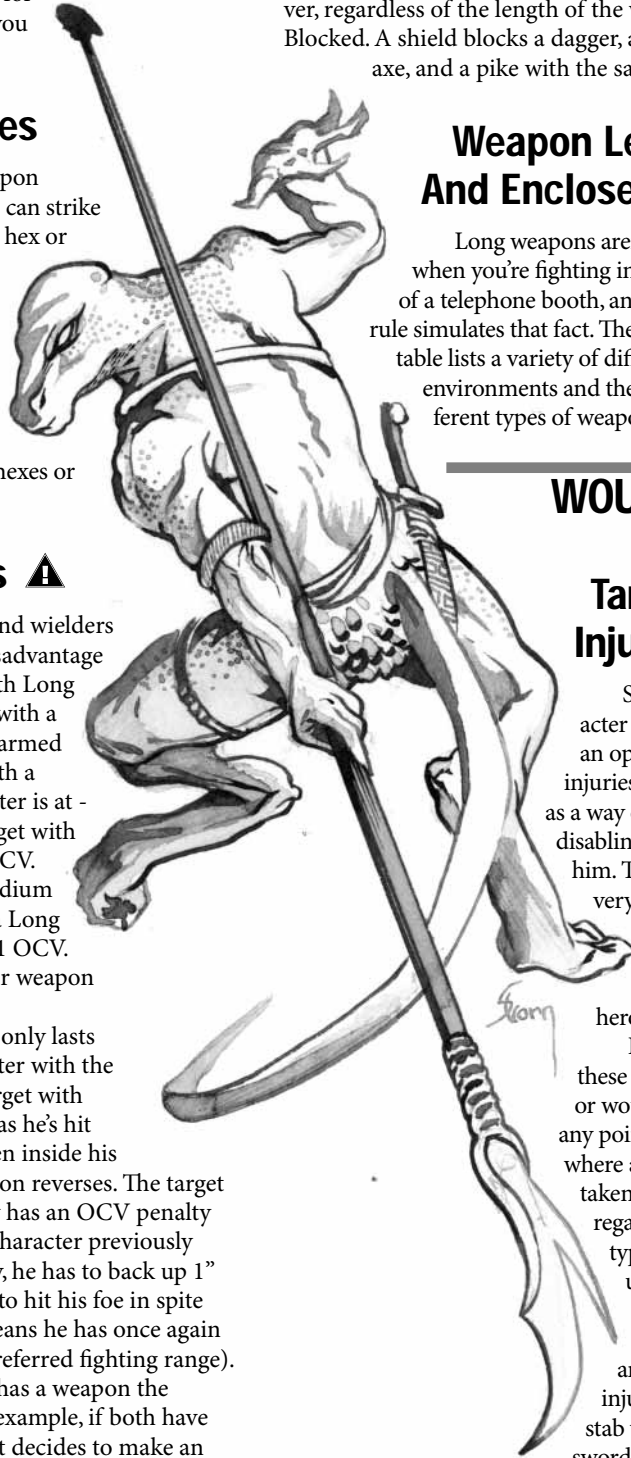 you
es
pon
can strike
hex or
hexes or
s
nd wielders
sadvantage
th Long
with a
armed
th a
ter is at -
get with
CV.
dium
Long
1 OCV.
r weapon
only lasts
ter with the
rget with
as he's hit
en inside his
on reverses. The target
has an OCV penalty
haracter previously
, he has to back up 1”
to hit his foe in spite
eans he has once again
referred fighting range).
has a weapon the
example, if both have
t decides to make an
ver, regardless of the length of the
Blocked. A shield blocks a dagger, a
axe, and a pike with the sa
Weapon Le
And Enclose
Long weapons are
when you’re fighting in
of a telephone booth, an
rule simulates that fact. The
table lists a variety of dif
environments and the
ferent types of weapo
WOU
Tar
Inju
S
acter
an op
injuries
as a way
disablin
him. T
very
here
these
or wo
any poi
where a
taken
rega
typ
u
an
inju
stab
sword
Storn